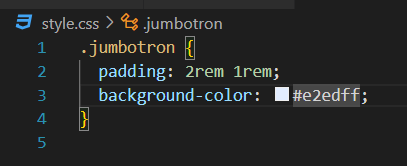 style.css > .jumbotron
1 .jumbotron {
2 padding: 2rem 1rem;
3 background-color: #e2edff;
4 }
5